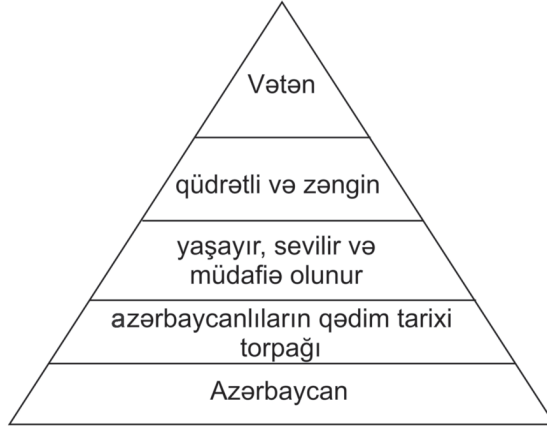 Vətən
qüdrətli və zəngin
yaşayır, sevilir və
müdafiə olunur
azərbaycanlıların qədim tarixi
torpağı
Azərbaycan